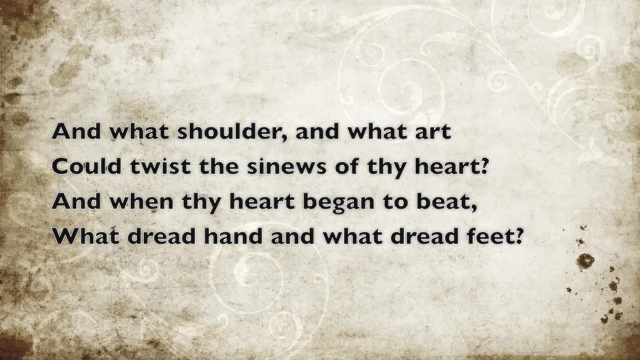 And what shoulder, and what art
Could twist the sinews of thy heart?
And when thy heart began to beat,
What dread hand and what dread feet?